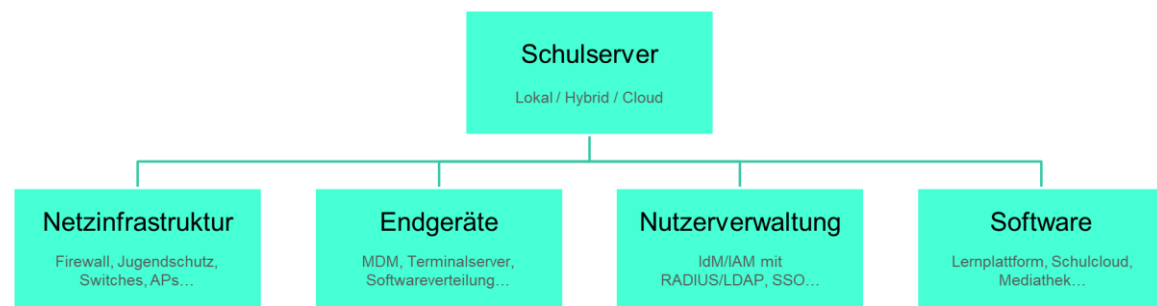 Schulserver
Lokal / Hybrid / Cloud
Netzinfrastruktur
Firewall, Jugendschutz,
Switches, APs…
Endgeräte
MDM, Terminalserver,
Softwareverteilung…
Nutzerverwaltung
IdM/IAM mit
RADIUS/LDAP, SSO…
Software
Lernplattform, Schulcloud,
Mediathek…